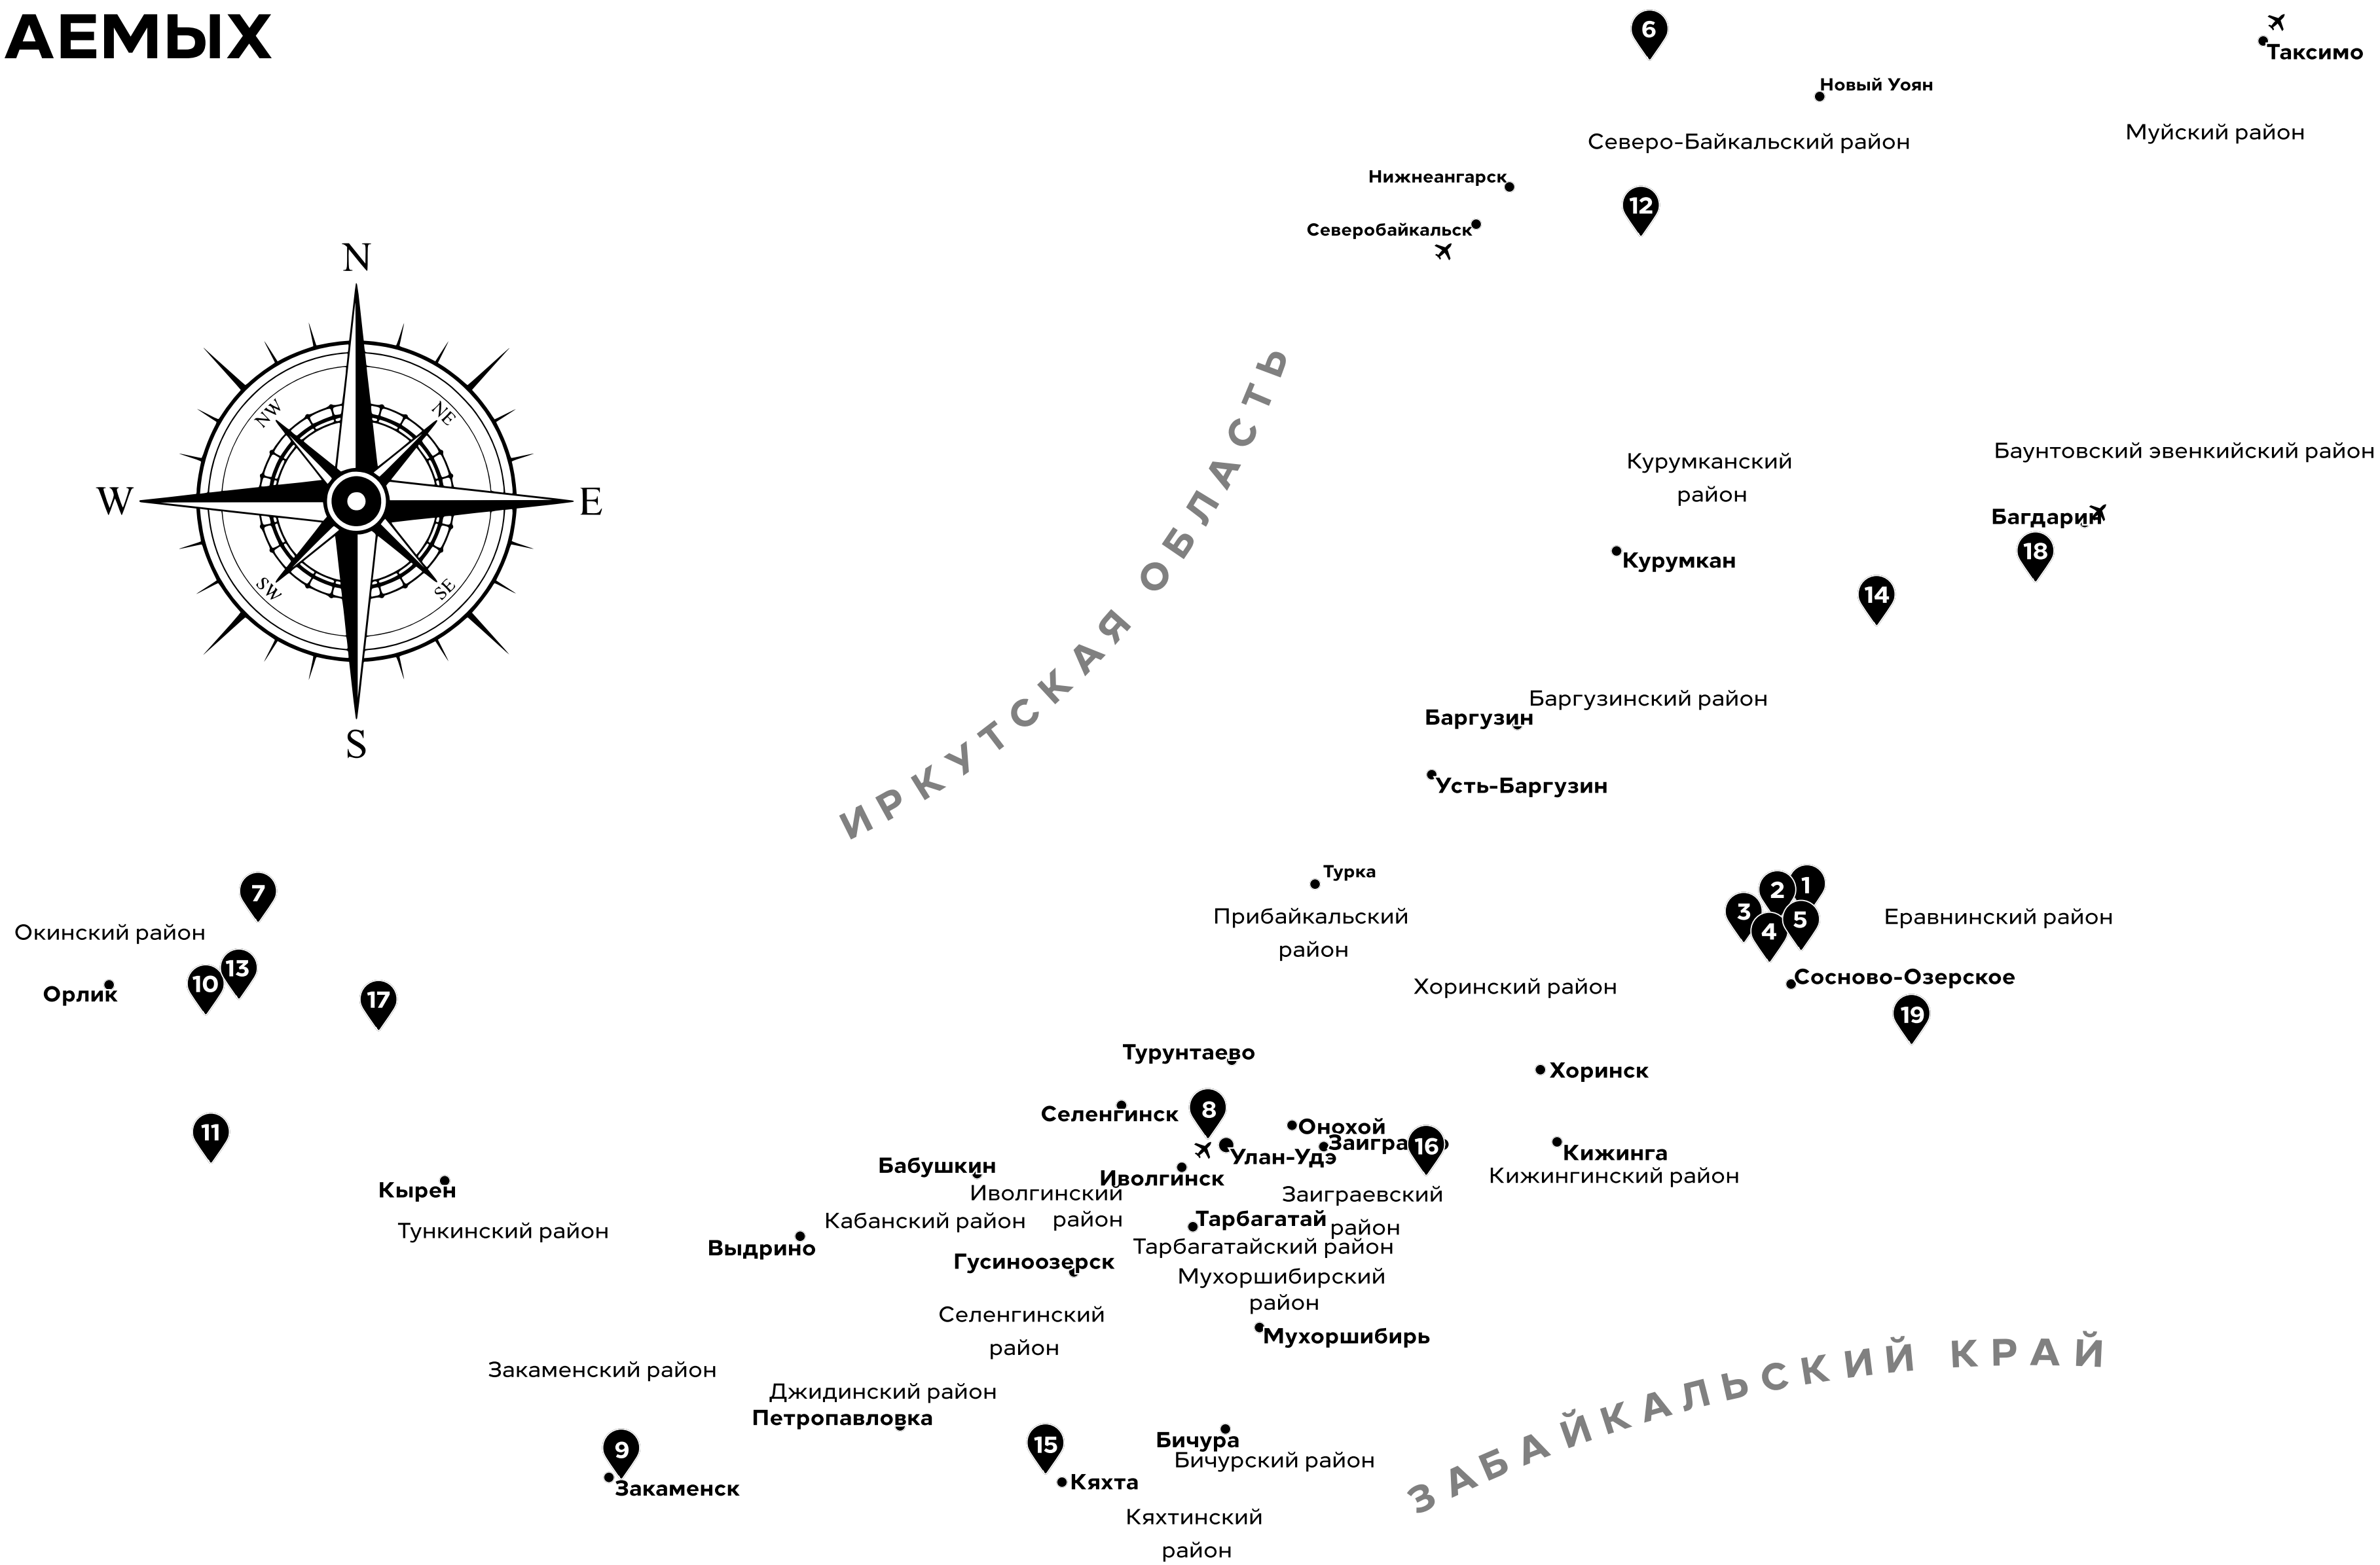 АЕМЫХ
6
Таксимо
Новый Уоян
Муйский район
Северо-Байкальский район
Нижнеангарск
12
Северобайкальск
N
NW
NE
W
E
SW
SE
S
ИРКУТСКАЯ ОБЛАСТЬ
Курумканский
район
Баунтовский эвенкийский район
Багдарин
18
Курумкан
14
Баргузинский район
Баргузин
Усть-Баргузин
Турка
Прибайкальский
район
7
Окинский район
Орлик
10
13
17
1
2
3
4
5
Еравнинский район
Сосново-Озерское
19
Хоринский район
Турунтаево
Хоринск
Селенгинск
8
Онохой
16
Улан-Удэ
Кижинга
Кижингинский район
11
Кырен
Тункинский район
Бабушкин
Иволгинск
Иволгинский
район
Кабанский район
Выдрино
Заиграевский
район
Тарбагатай
Тарбагатайский район
Гусиноозерск
Мухоршибирский
район
Мухоршибирь
Селенгинский
район
Закаменский район
Джидинский район
Петропавловка
9
Закаменск
15
Кяхта
Бичура
Бичурский район
Кяхтинский
район
ЗАБАЙКАЛЬСКИЙ КРАЙ